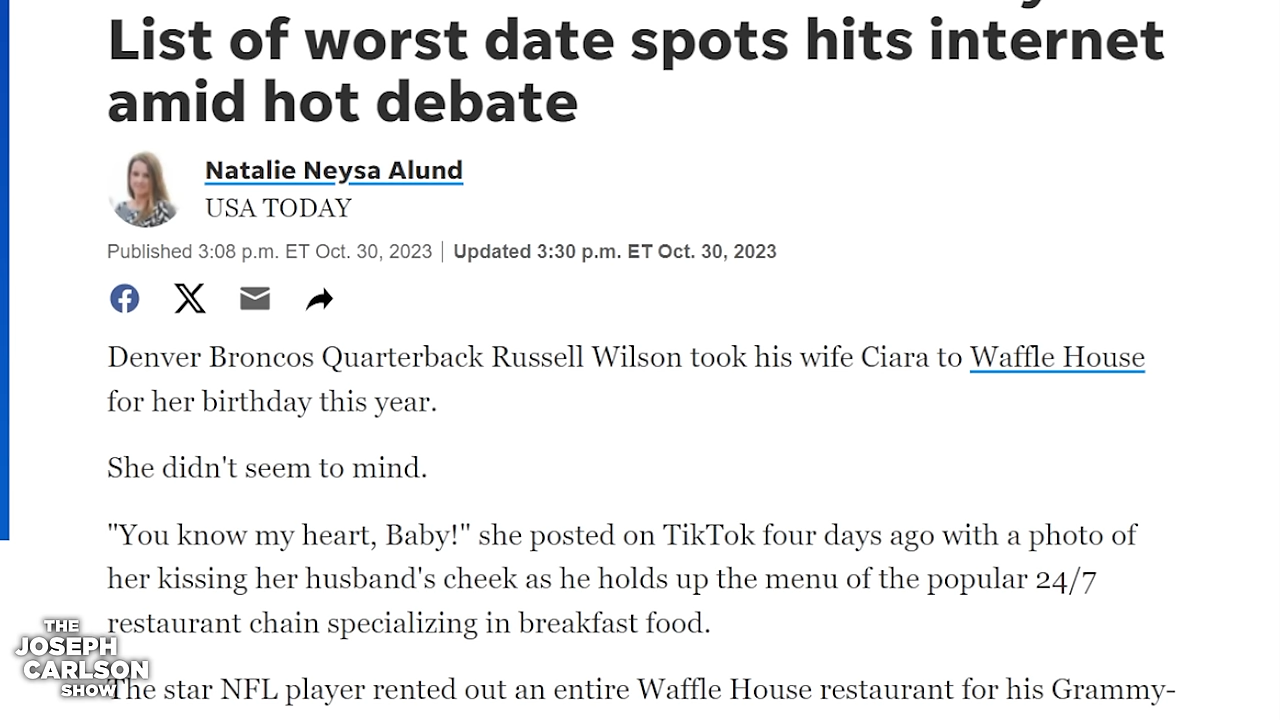 List of worst date spots hits internet
amid hot debate
Natalie Neysa Alund
USA TODAY
Published 3:08 p.m. ET Oct. 30, 2023 | Updated 3:30 p.m. ET Oct. 30, 2023
Denver Broncos Quarterback Russell Wilson took his wife Ciara to Waffle House
for her birthday this year.
She didn't seem to mind.
"You know my heart, Baby!" she posted on TikTok four days ago with a photo of
her kissing her husband's cheek as he holds up the menu of the popular 24/7
restaurant chain specializing in breakfast food.
The star NFL player rented out an entire Waffle House restaurant for his Grammy-
THE
JOSEPH
CARLSON
SHOW